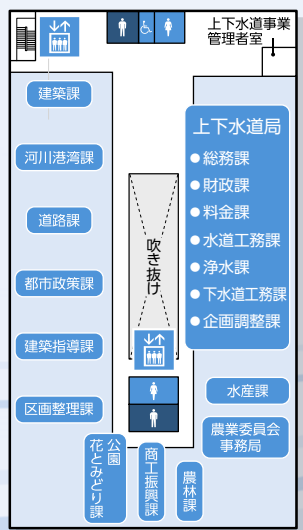 上下水道事業
管理者室
建築課
河川港湾課
道路課
都市政策課
建築指導課
区画整理課
上下水道局
●総務課
●財政課
●料金課
●水道工務課
●浄水課
●下水道工務課
●企画調整課
吹き抜け
水産課
農業委員会
事務局
公園
花とみどり課
商工振興課
農林課